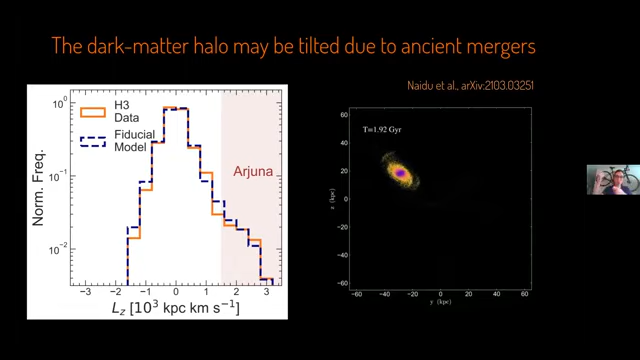 The dark-matter halo may be tilted due to ancient mergers
Naidu et al., arXiv:2103.03251
H3
Data
Fiducial
Model
Arjuna
Norm. Freq.
10⁰
10⁻¹
10⁻²
−3 −2 −1 0 1 2 3
L_z [10³ kpc km s⁻¹]
T=1.92 Gyr
z [kpc]
60
40
20
0
−20
−40
−60
−60 −40 −20 0 20 40 60
y [kpc]